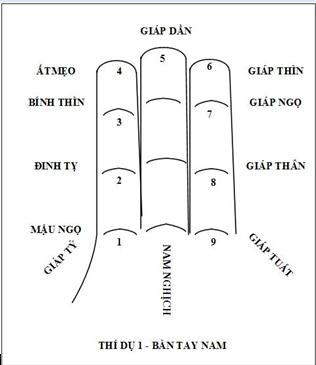 GIÁP DẦN
5
ẤTMẸO 4 6 GIÁP THÌN
BÍNH THÌN GIÁP NGỌ
3 7
ĐINH TỴ GIÁP THÂN
2 8
MẬU NGỌ 1 9
GIÁP TÝ
NAM NGHỊCH
GIÁP TUẤT
THÍ DỤ 1 - BÀN TAY NAM